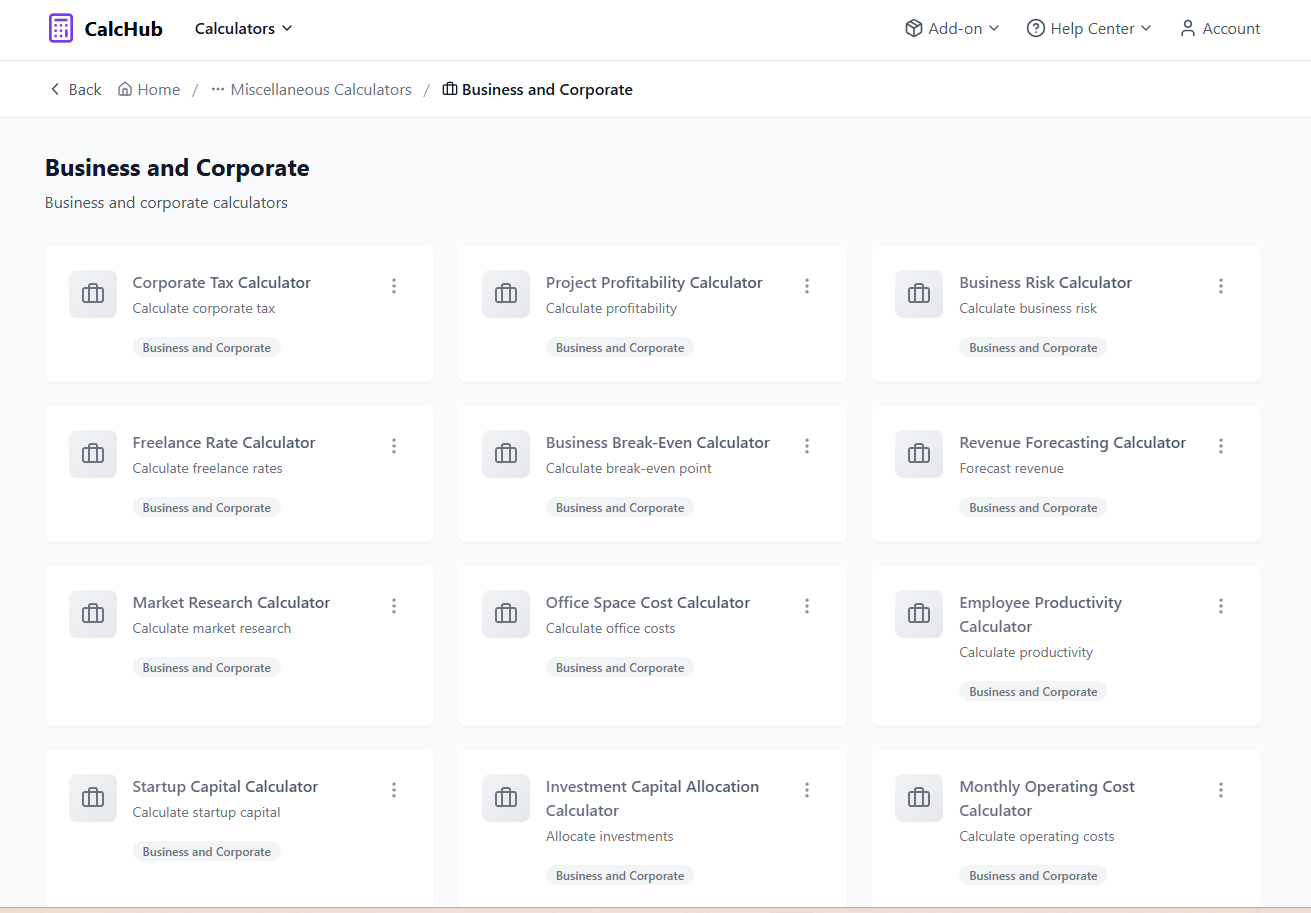 CalcHub
Calculators
Add-on
Help Center
Account
Back
Home
/
Miscellaneous Calculators
/
Business and Corporate
Business and Corporate
Business and corporate calculators
Corporate Tax Calculator
Calculate corporate tax
Business and Corporate
Project Profitability Calculator
Calculate profitability
Business and Corporate
Business Risk Calculator
Calculate business risk
Business and Corporate
Freelance Rate Calculator
Calculate freelance rates
Business and Corporate
Business Break-Even Calculator
Calculate break-even point
Business and Corporate
Revenue Forecasting Calculator
Forecast revenue
Business and Corporate
Market Research Calculator
Calculate market research
Business and Corporate
Office Space Cost Calculator
Calculate office costs
Business and Corporate
Employee Productivity
Calculator
Calculate productivity
Business and Corporate
Startup Capital Calculator
Calculate startup capital
Business and Corporate
Investment Capital Allocation
Calculator
Allocate investments
Business and Corporate
Monthly Operating Cost
Calculator
Calculate operating costs
Business and Corporate